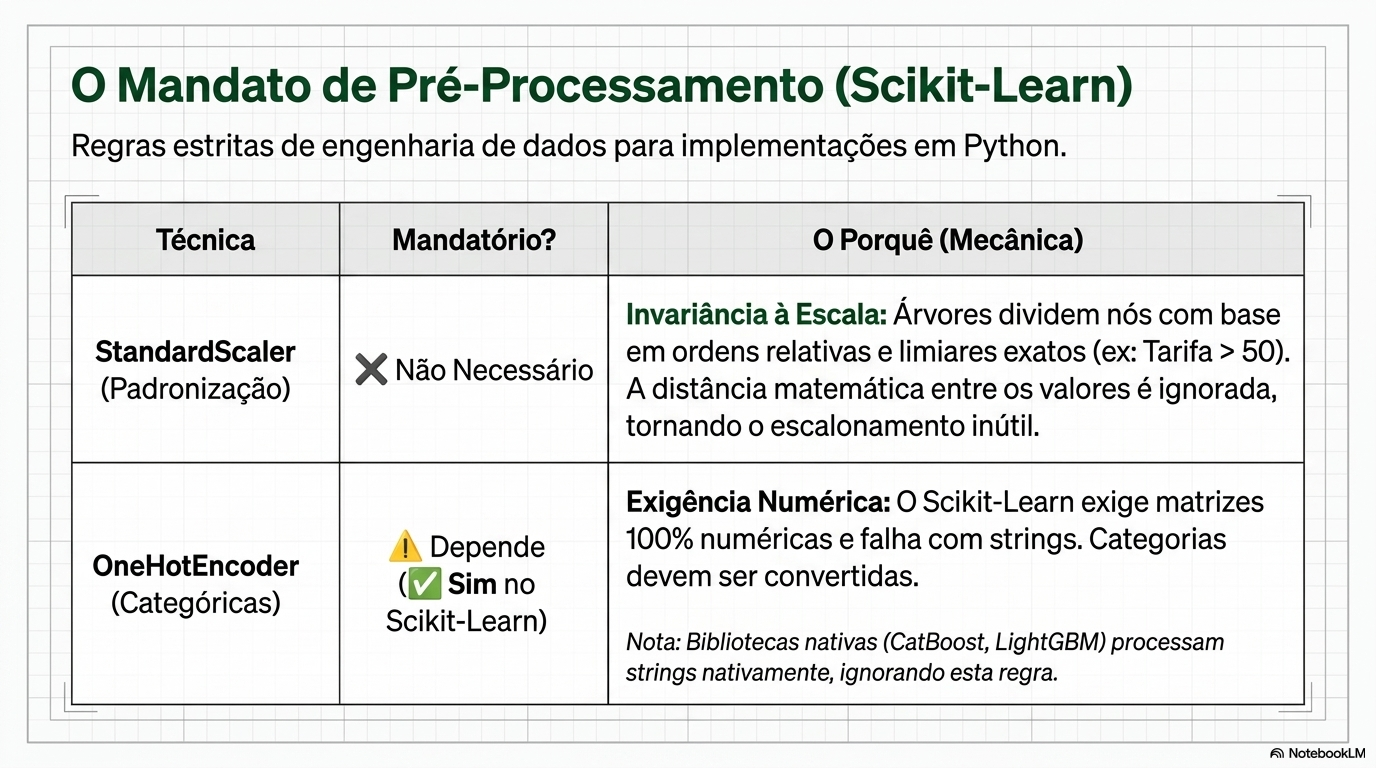 O Mandato de Pré-Processamento (Scikit-Learn)
Regras estritas de engenharia de dados para implementações em Python.
Técnica
Mandatório?
O Porquê (Mecânica)
StandardScaler
(Padronização)
❌ Não Necessário
Invariância à Escala: Árvores dividem nós com base
em ordens relativas e limiares exatos (ex: Tarifa > 50).
A distância matemática entre os valores é ignorada,
tornando o escalonamento inútil.
OneHotEncoder
(Categóricas)
⚠️ Depende
(✅ Sim no
Scikit-Learn)
Exigência Numérica: O Scikit-Learn exige matrizes
100% numéricas e falha com strings. Categorias
devem ser convertidas.
Nota: Bibliotecas nativas (CatBoost, LightGBM) processam
strings nativamente, ignorando esta regra.
NotebookLM